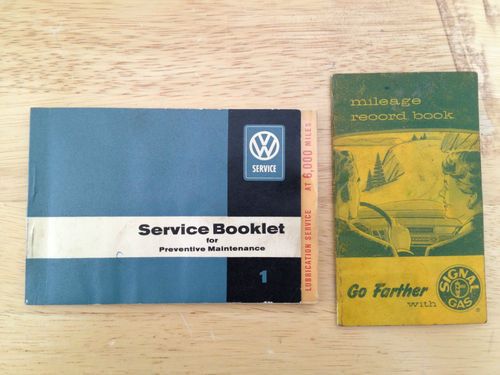 VW
SERVICE
Service Booklet
for
Preventive Maintenance
1
LUBRICATION SERVICE AT 6,000 MILES
mileage
record book
Go Farther
with
SIGNAL
GAS
®